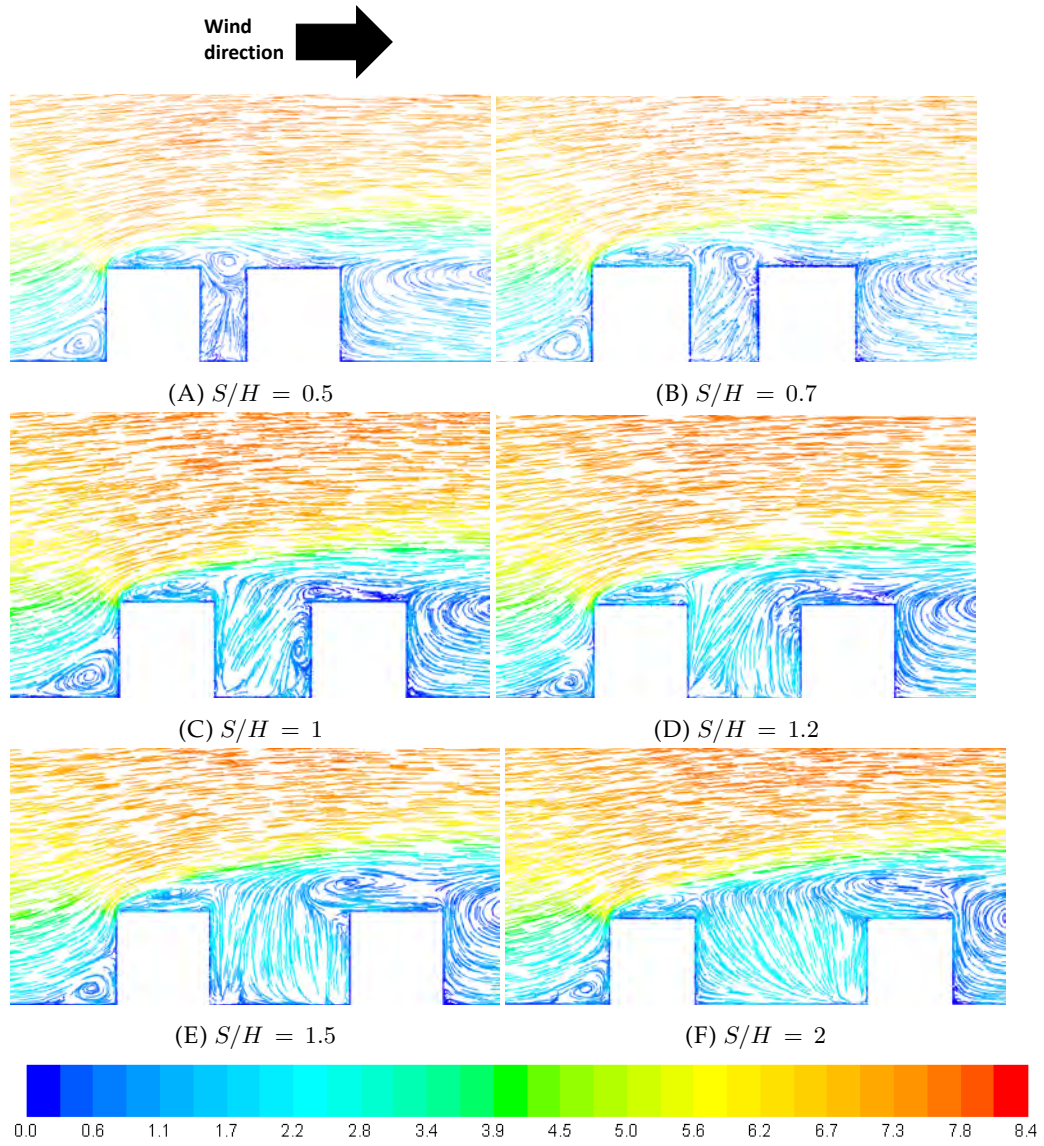 Wind
direction
(A) S/H = 0.5
(B) S/H = 0.7
(C) S/H = 1
(D) S/H = 1.2
(E) S/H = 1.5
(F) S/H = 2
0.0 0.6 1.1 1.7 2.2 2.8 3.4 3.9 4.5 5.0 5.6 6.2 6.7 7.3 7.8 8.4